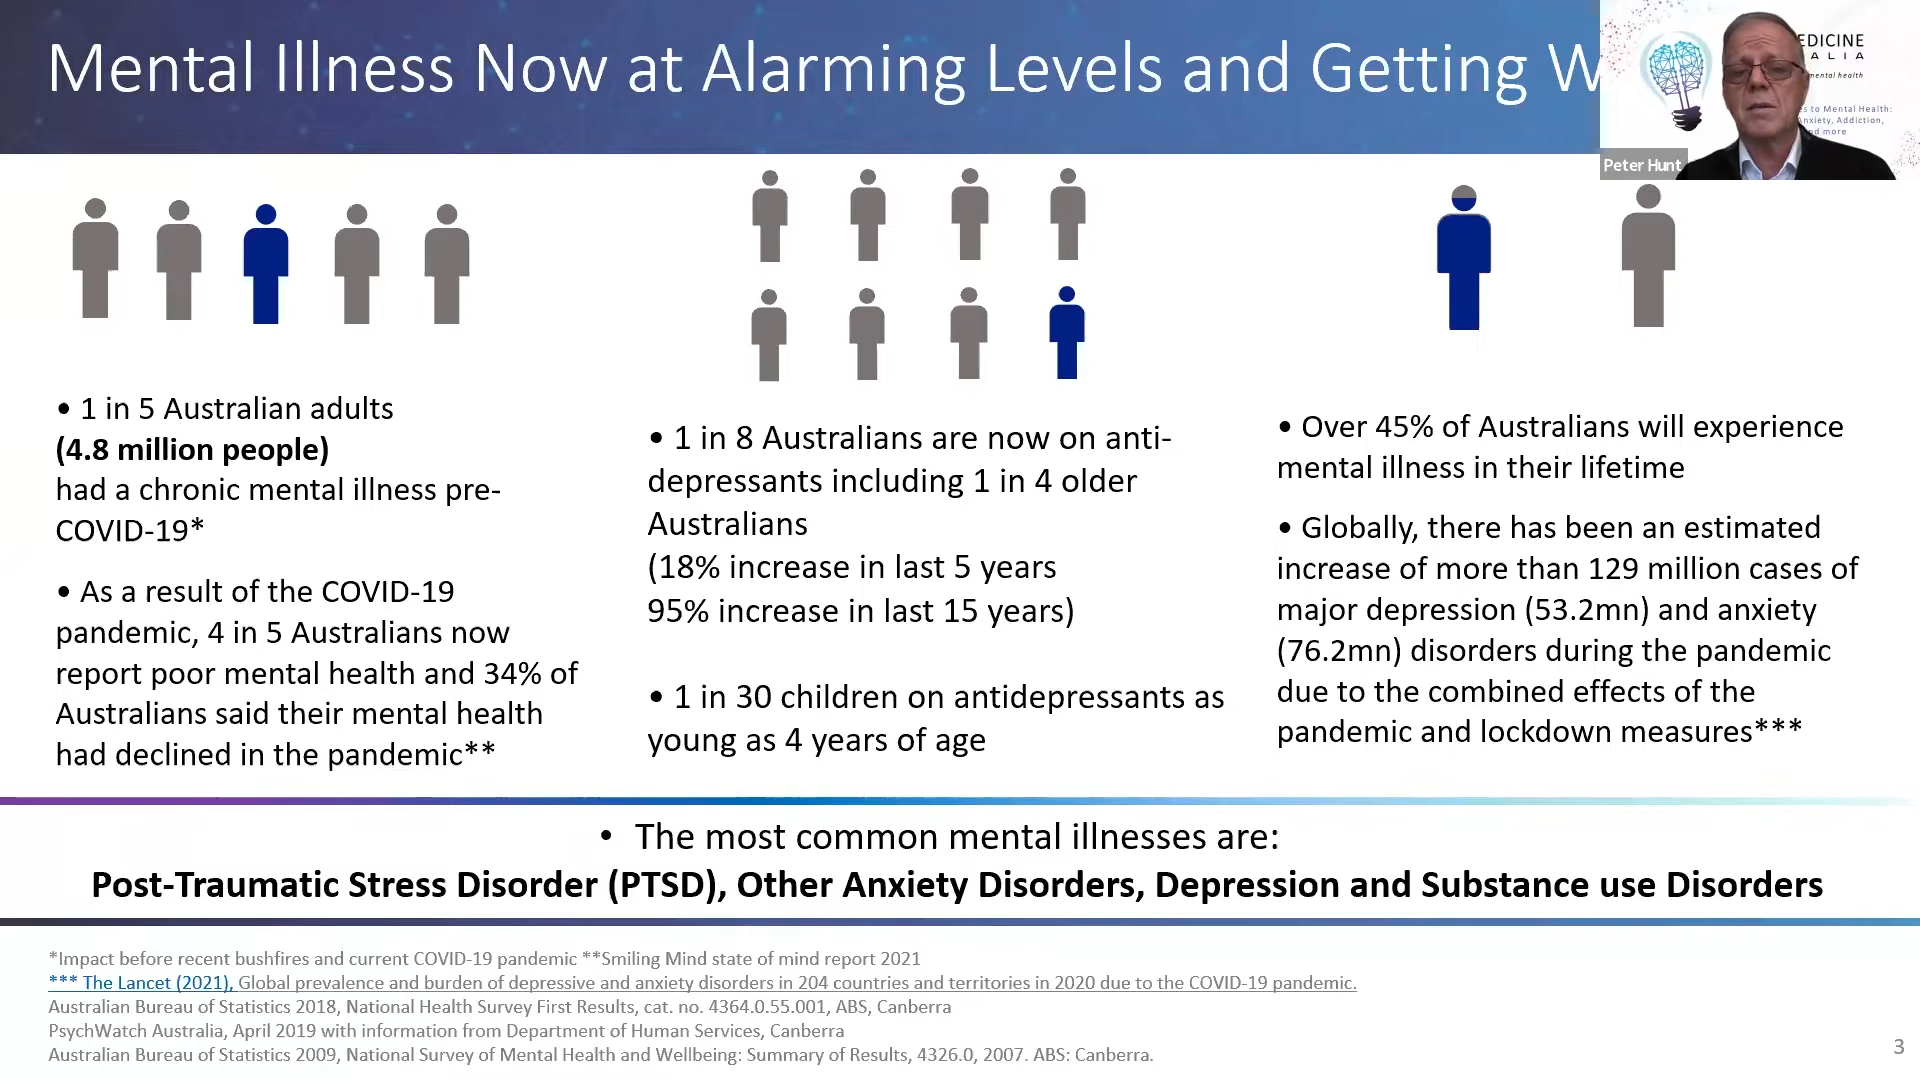 Mental Illness Now at Alarming Levels and Getting W
EDICINE
ALIA
mental health
es to Mental Health:
Anxiety, Addiction,
nd more
Peter Hunt
• 1 in 5 Australian adults
(4.8 million people)
had a chronic mental illness pre-
COVID-19*
• As a result of the COVID-19
pandemic, 4 in 5 Australians now
report poor mental health and 34% of
Australians said their mental health
had declined in the pandemic**
• 1 in 8 Australians are now on anti-
depressants including 1 in 4 older
Australians
(18% increase in last 5 years
95% increase in last 15 years)
• 1 in 30 children on antidepressants as
young as 4 years of age
• Over 45% of Australians will experience
mental illness in their lifetime
• Globally, there has been an estimated
increase of more than 129 million cases of
major depression (53.2mn) and anxiety
(76.2mn) disorders during the pandemic
due to the combined effects of the
pandemic and lockdown measures***
• The most common mental illnesses are:
Post-Traumatic Stress Disorder (PTSD), Other Anxiety Disorders, Depression and Substance use Disorders
*Impact before recent bushfires and current COVID-19 pandemic **Smiling Mind state of mind report 2021
*** The Lancet (2021), Global prevalence and burden of depressive and anxiety disorders in 204 countries and territories in 2020 due to the COVID-19 pandemic.
Australian Bureau of Statistics 2018, National Health Survey First Results, cat. no. 4364.0.55.001, ABS, Canberra
PsychWatch Australia, April 2019 with information from Department of Human Services, Canberra
Australian Bureau of Statistics 2009, National Survey of Mental Health and Wellbeing: Summary of Results, 4326.0, 2007. ABS: Canberra.
3